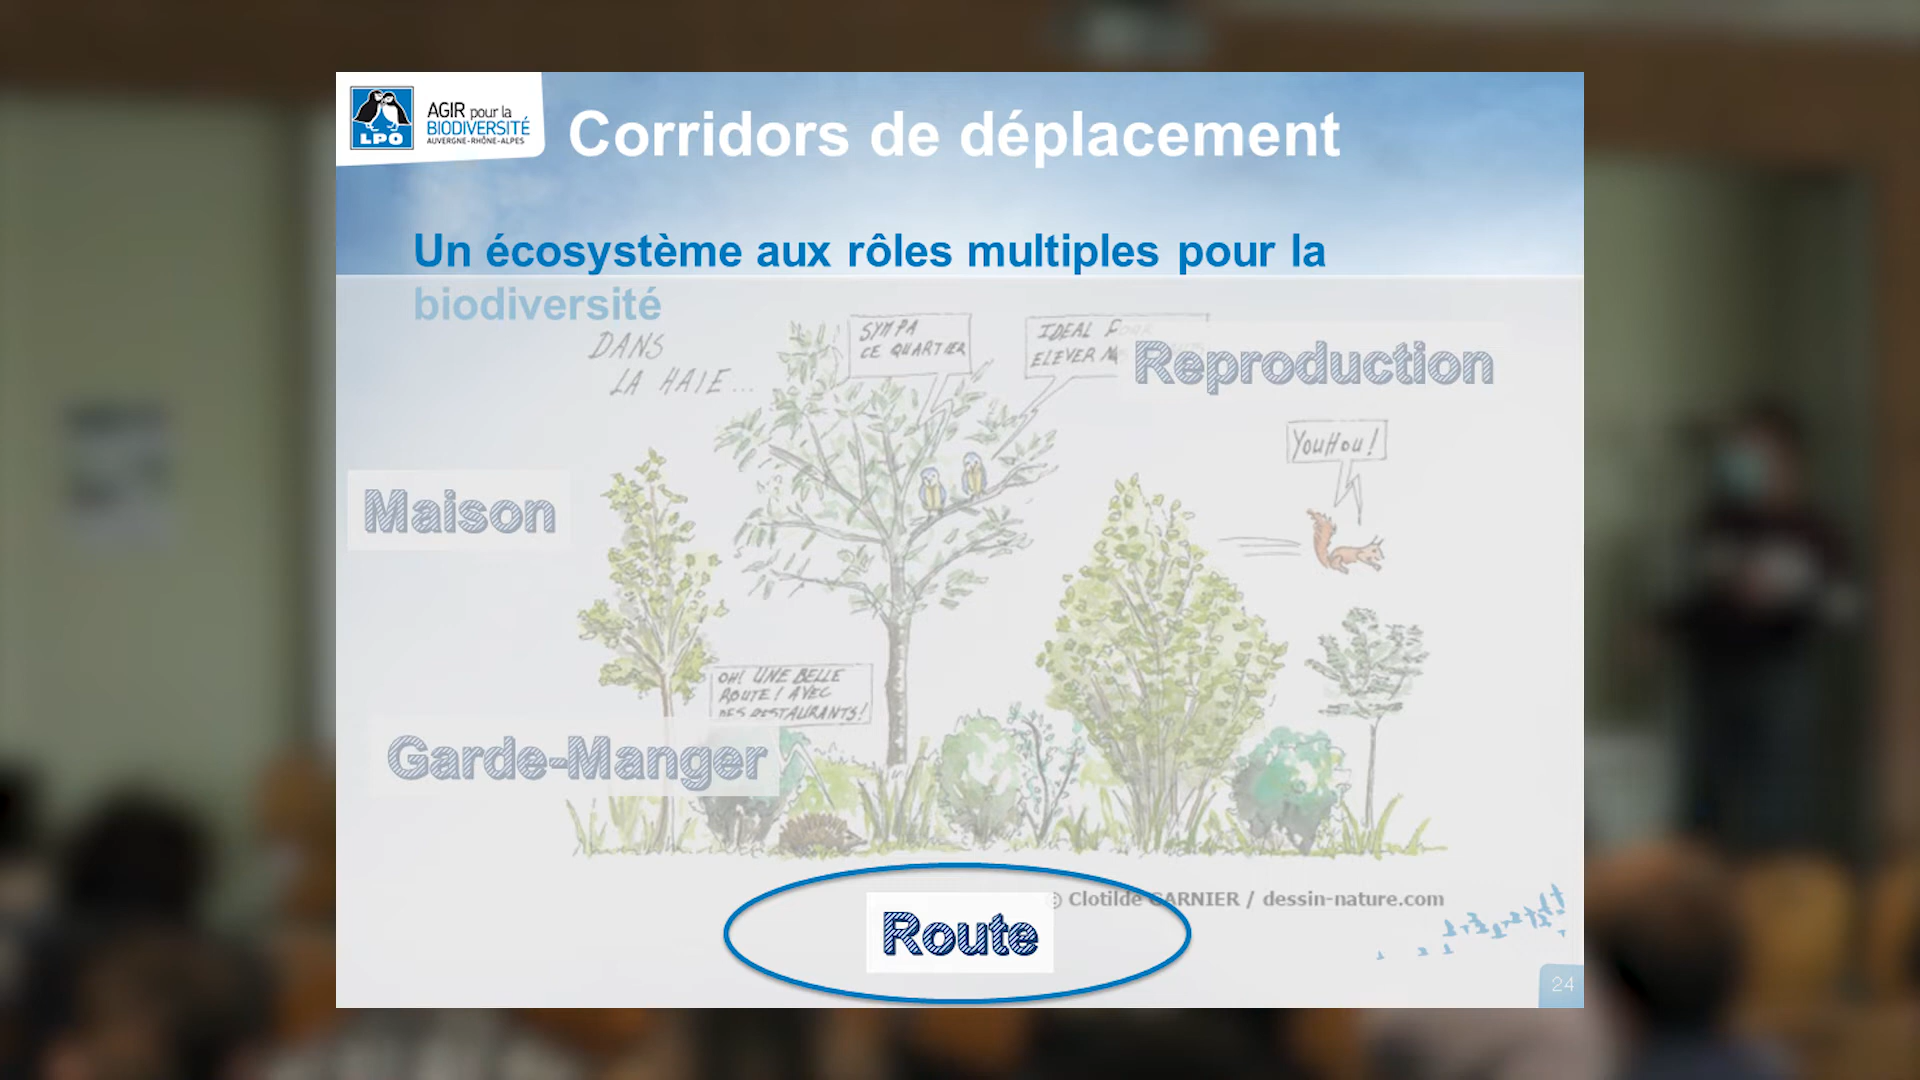 LPO
AGIR pour la
BIODIVERSITÉ
AUVERGNE-RHÔNE-ALPES
Corridors de déplacement
Un écosystème aux rôles multiples pour la
biodiversité
DANS
LA HAIE...
SYMPA
CE QUARTIER
IDEAL POUR
ELEVER
Reproduction
YOUHOU!
Maison
OH! UNE BELLE
ROUTE! AVEC
DES RESTAURANTS!
Garde-Manger
© Clotilde GARNIER / dessin-nature.com
Route
24